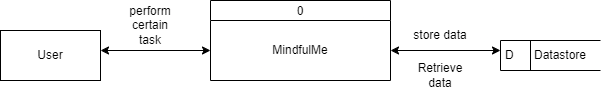 perform
certain
task
User
0
MindfulMe
store data
Retrieve
data
D
Datastore